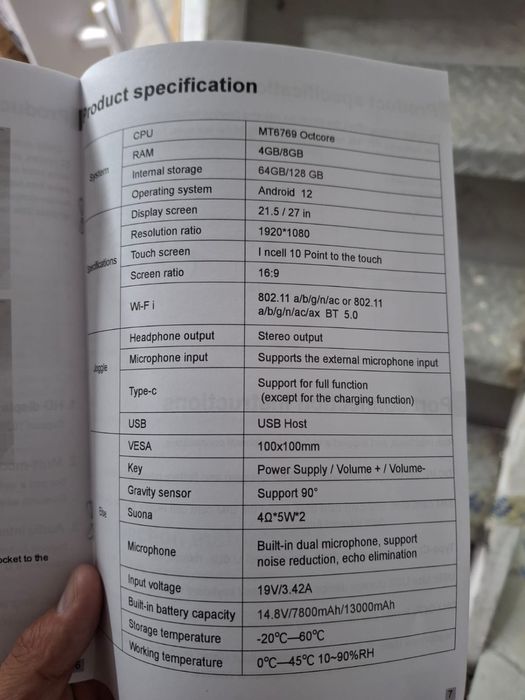 Product specification
System
CPU MT6769 Octcore
RAM 4GB/8GB
Internal storage 64GB/128 GB
Operating system Android 12
Specifications
Display screen 21.5 / 27 in
Resolution ratio 1920*1080
Touch screen I ncell 10 Point to the touch
Screen ratio 16:9
Wi-F i 802.11 a/b/g/n/ac or 802.11
a/b/g/n/ac/ax BT 5.0
Joggle
Headphone output Stereo output
Microphone input Supports the external microphone input
Type-c Support for full function
(except for the charging function)
USB USB Host
Else
VESA 100x100mm
Key Power Supply / Volume + / Volume-
Gravity sensor Support 90°
Suona 4Ω*5W*2
Microphone Built-in dual microphone, support
noise reduction, echo elimination
Input voltage 19V/3.42A
Built-in battery capacity 14.8V/7800mAh/13000mAh
Storage temperature -20°C—60°C
Working temperature 0°C—45°C 10~90%RH
ocket to the
6
7